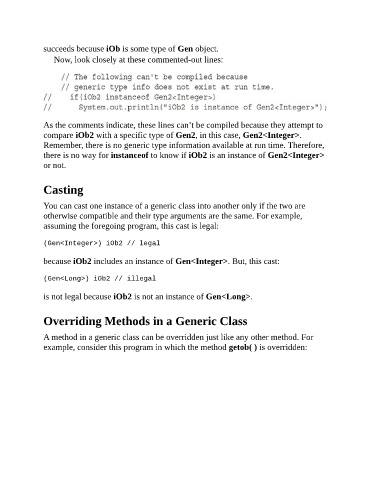 succeeds because iOb is some type of Gen object.
Now, look closely at these commented-out lines:
// The following can't be compiled because
// generic type info does not exist at run time.
// if(iOb2 instanceof Gen2<Integer>)
// System.out.println("iOb2 is instance of Gen2<Integer>");
As the comments indicate, these lines can't be compiled because they attempt to
compare iOb2 with a specific type of Gen2, in this case, Gen2<Integer>.
Remember, there is no generic type information available at run time. Therefore,
there is no way for instanceof to know if iOb2 is an instance of Gen2<Integer>
or not.
Casting
You can cast one instance of a generic class into another only if the two are
otherwise compatible and their type arguments are the same. For example,
assuming the foregoing program, this cast is legal:
(Gen<Integer>) iOb2 // legal
because iOb2 includes an instance of Gen<Integer>. But, this cast:
(Gen<Long>) iOb2 // illegal
is not legal because iOb2 is not an instance of Gen<Long>.
Overriding Methods in a Generic Class
A method in a generic class can be overridden just like any other method. For
example, consider this program in which the method getob( ) is overridden: